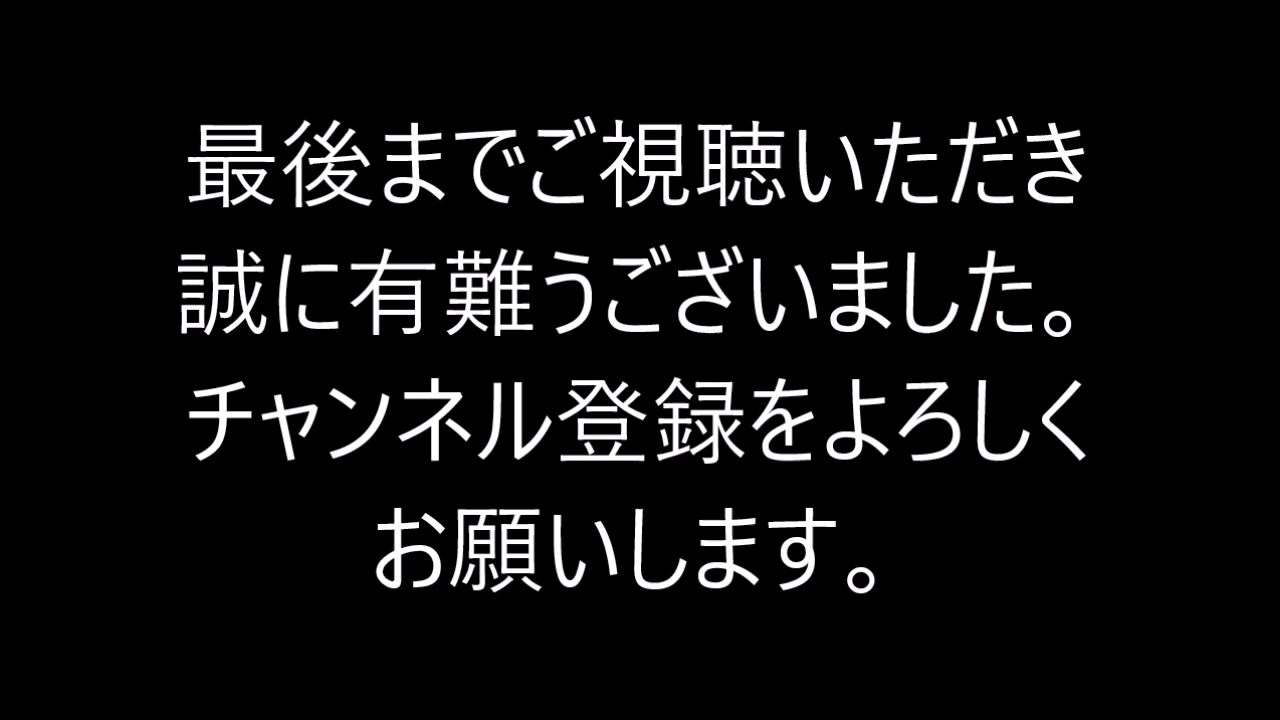 最後までご視聴いただき
誠に有難うございました。
チャンネル登録をよろしく
お願いします。